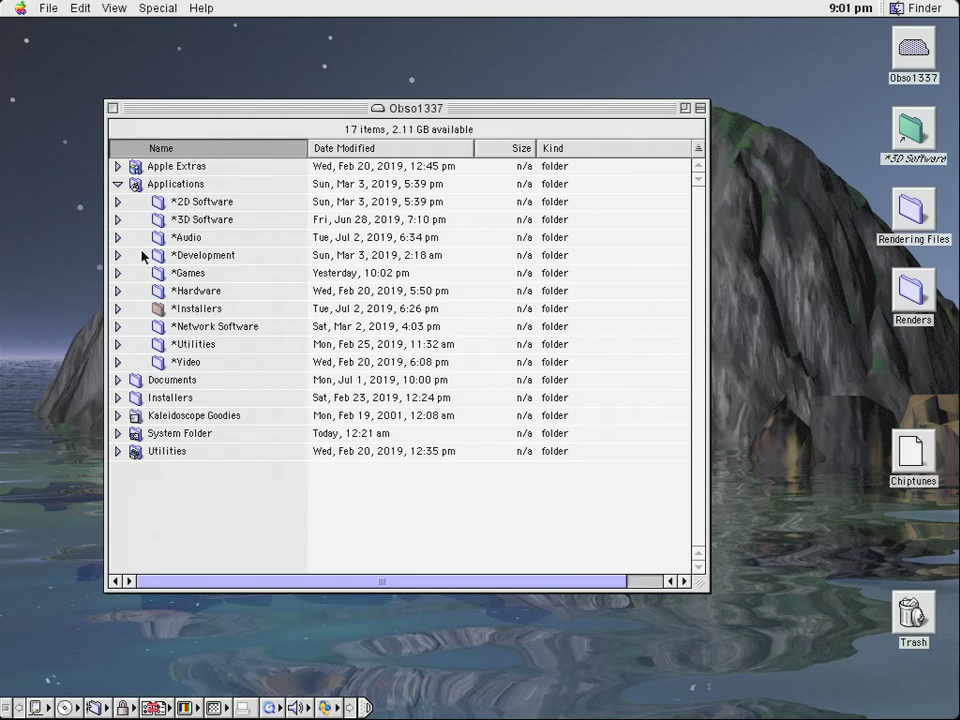 File Edit View Special Help 9:01 pm Finder
Obso1337
17 items, 2.11 GB available
Name Date Modified Size Kind
Apple Extras Wed, Feb 20, 2019, 12:45 pm n/a folder
Applications Sun, Mar 3, 2019, 5:39 pm n/a folder
*2D Software Sun, Mar 3, 2019, 5:39 pm n/a folder
*3D Software Fri, Jun 28, 2019, 7:10 pm n/a folder
*Audio Tue, Jul 2, 2019, 6:34 pm n/a folder
*Development Sun, Mar 3, 2019, 2:18 am n/a folder
*Games Yesterday, 10:02 pm n/a folder
*Hardware Wed, Feb 20, 2019, 5:50 pm n/a folder
*Installers Tue, Jul 2, 2019, 6:26 pm n/a folder
*Network Software Sat, Mar 2, 2019, 4:03 pm n/a folder
*Utilities Mon, Feb 25, 2019, 11:32 am n/a folder
*Video Wed, Feb 20, 2019, 6:08 pm n/a folder
Documents Mon, Jul 1, 2019, 10:00 pm n/a folder
Installers Sat, Feb 23, 2019, 12:24 pm n/a folder
Kaleidoscope Goodies Mon, Feb 19, 2001, 12:08 am n/a folder
System Folder Today, 12:21 am n/a folder
Utilities Wed, Feb 20, 2019, 12:35 pm n/a folder
Obso1337
*3D Software
Rendering Files
Renders
Chiptunes
Trash